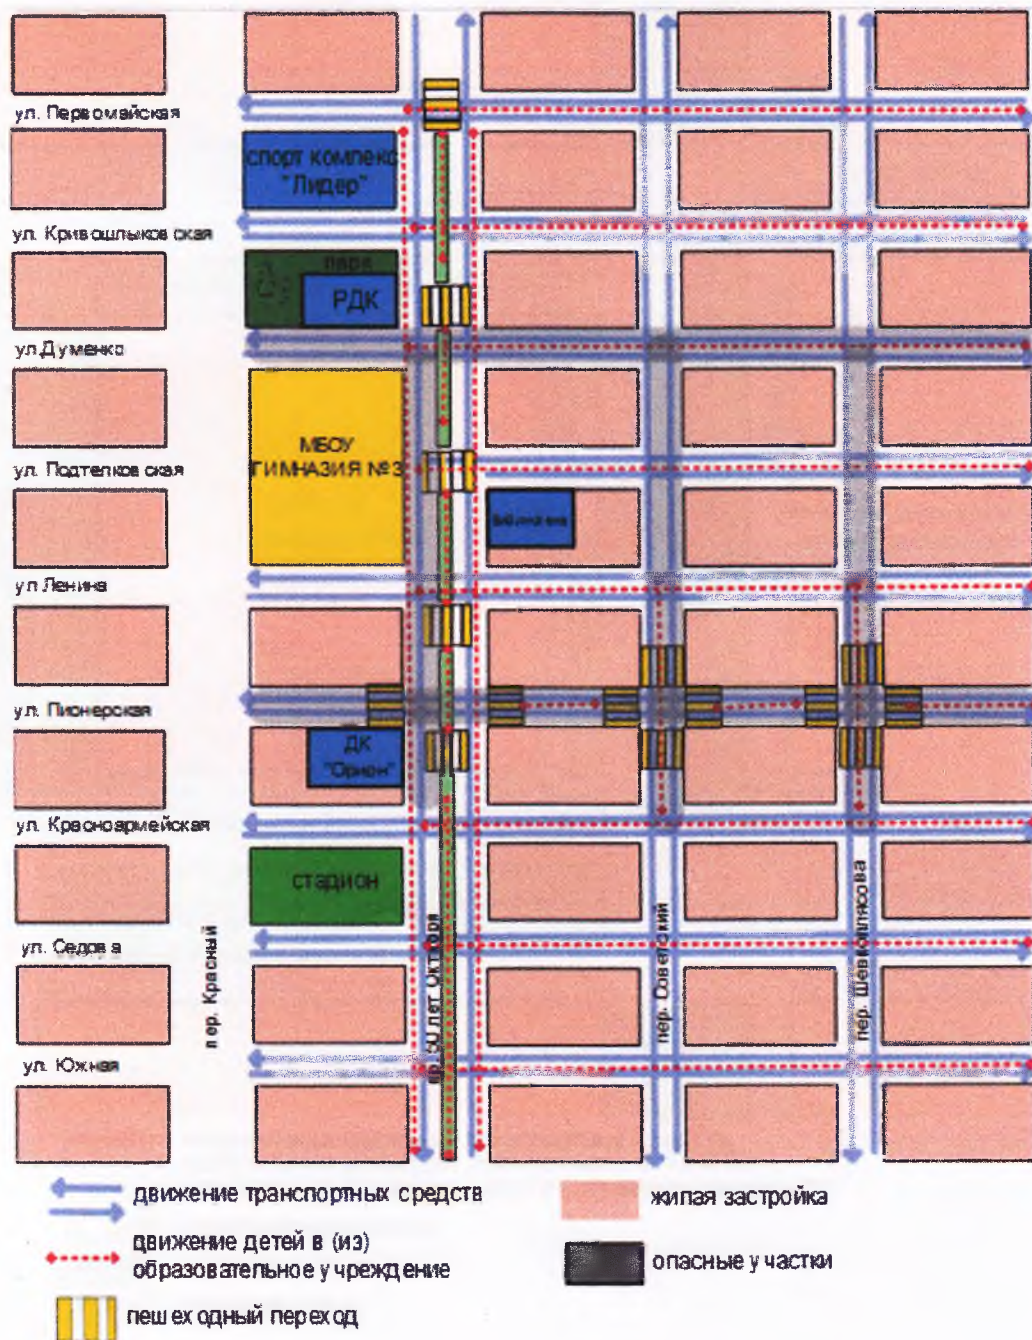 ул. Первомайская
спорт комплекс
"Лидер"
ул. Кривошлыковская
парк
РДК
ул.Думенко
МБОУ
ГИМНАЗИЯ №3
ул. Подтелковская
Библиотека
ул.Ленина
ул. Пионерская
ДК
"Орион"
ул. Красноармейская
стадион
ул. Седова
пер. Красный
пр. 50 лет Октября
пер. Советский
пер. Шевкоплясова
ул. Южная
движение транспортных средств
жилая застройка
движение детей в (из)
образовательное учреждение
опасные участки
пешеходный переход